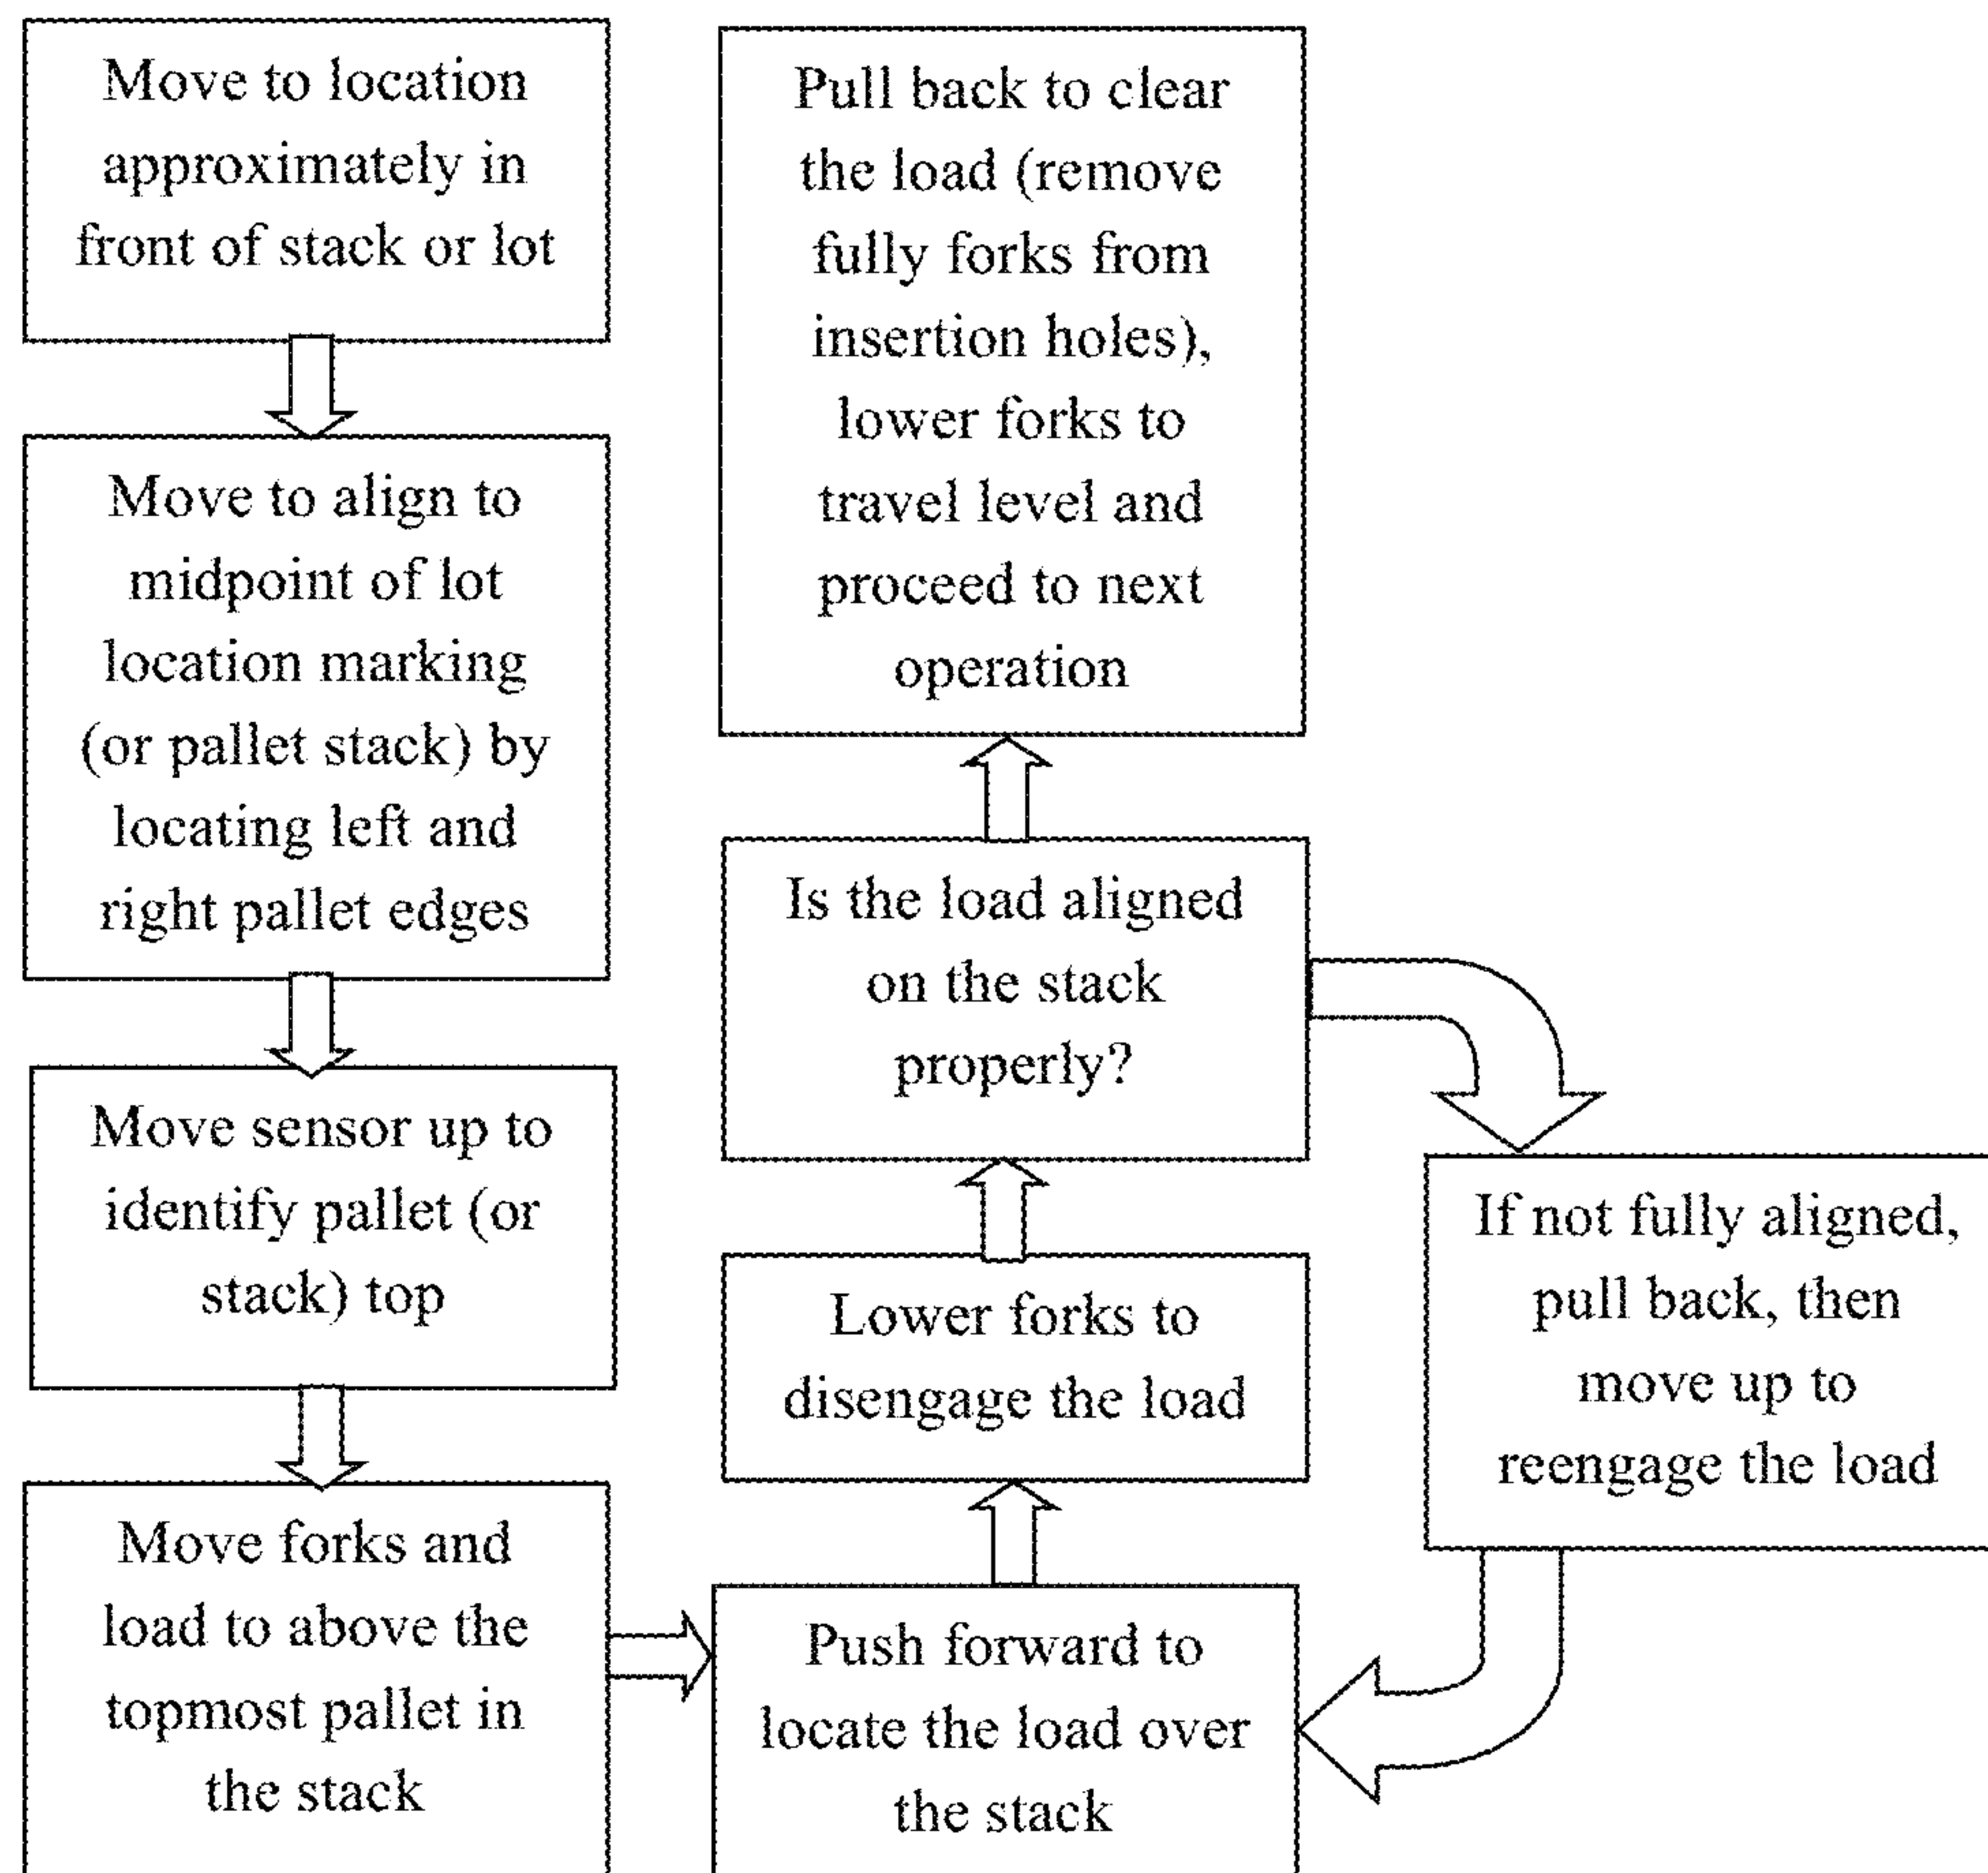 Move to location
approximately in
front of stack or lot
Move to align to
midpoint of lot
location marking
(or pallet stack) by
locating left and
right pallet edges
Move sensor up to
identify pallet (or
stack) top
Move forks and
load to above the
topmost pallet in
the stack
Push forward to
locate the load over
the stack
Lower forks to
disengage the load
Is the load aligned
on the stack
properly?
If not fully aligned,
pull back, then
move up to
reengage the load
Pull back to clear
the load (remove
fully forks from
insertion holes),
lower forks to
travel level and
proceed to next
operation